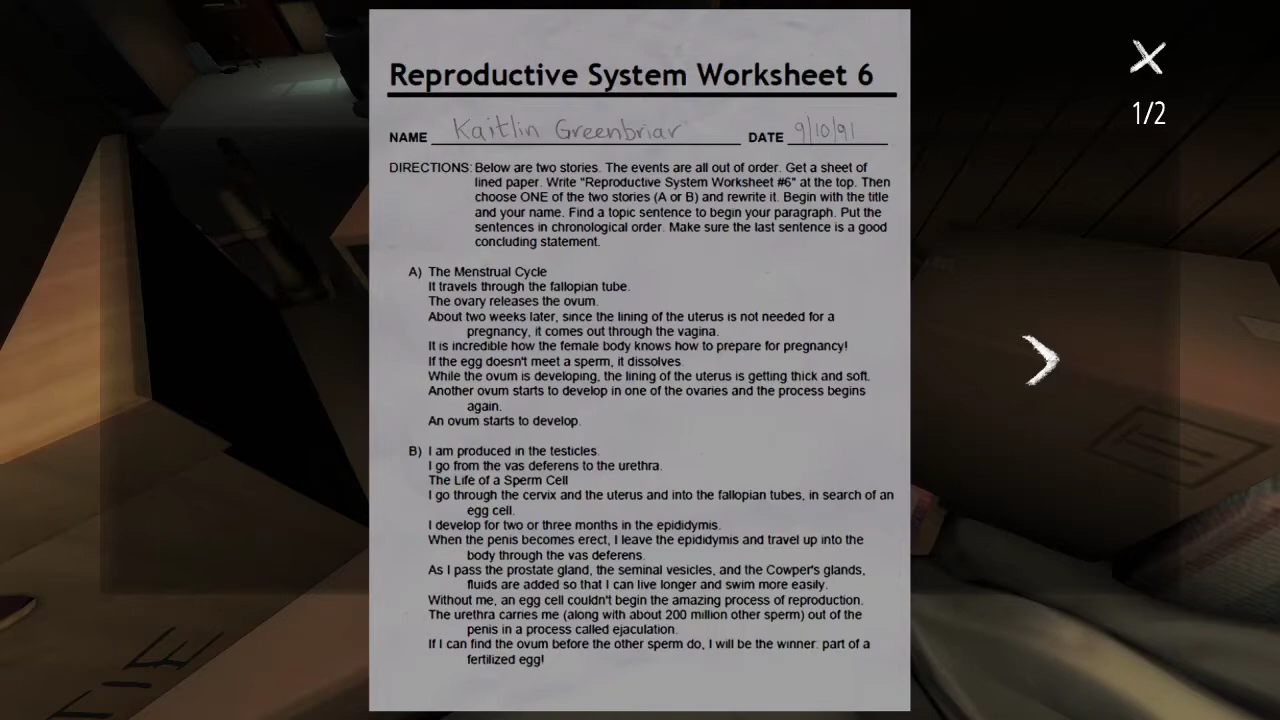 Reproductive System Worksheet 6
NAME Kaitlin Greenbriar DATE 9/10/91
DIRECTIONS: Below are two stories. The events are all out of order. Get a sheet of
lined paper. Write "Reproductive System Worksheet #6" at the top. Then
choose ONE of the two stories (A or B) and rewrite it. Begin with the title
and your name. Find a topic sentence to begin your paragraph. Put the
sentences in chronological order. Make sure the last sentence is a good
concluding statement.
A) The Menstrual Cycle
It travels through the fallopian tube.
The ovary releases the ovum.
About two weeks later, since the lining of the uterus is not needed for a
pregnancy, it comes out through the vagina.
It is incredible how the female body knows how to prepare for pregnancy!
If the egg doesn't meet a sperm, it dissolves.
While the ovum is developing, the lining of the uterus is getting thick and soft.
Another ovum starts to develop in one of the ovaries and the process begins
again.
An ovum starts to develop.
B) I am produced in the testicles.
I go from the vas deferens to the urethra.
The Life of a Sperm Cell
I go through the cervix and the uterus and into the fallopian tubes, in search of an
egg cell.
I develop for two or three months in the epididymis.
When the penis becomes erect, I leave the epididymis and travel up into the
body through the vas deferens.
As I pass the prostate gland, the seminal vesicles, and the Cowper's glands,
fluids are added so that I can live longer and swim more easily.
Without me, an egg cell couldn't begin the amazing process of reproduction.
The urethra carries me (along with about 200 million other sperm) out of the
penis in a process called ejaculation.
If I can find the ovum before the other sperm do, I will be the winner: part of a
fertilized egg!
1/2
TIE